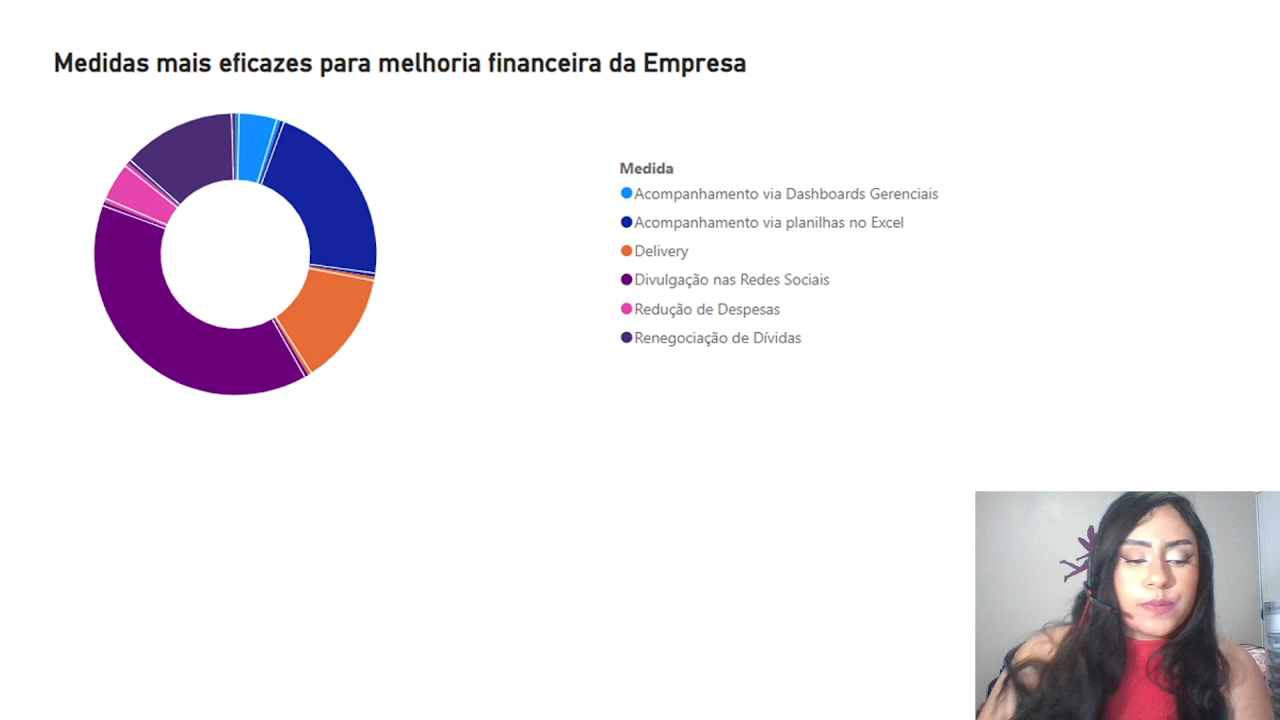 Medidas mais eficazes para melhoria financeira da Empresa
Medida
Acompanhamento via Dashboards Gerenciais
Acompanhamento via planilhas no Excel
Delivery
Divulgação nas Redes Sociais
Redução de Despesas
Renegociação de Dívidas